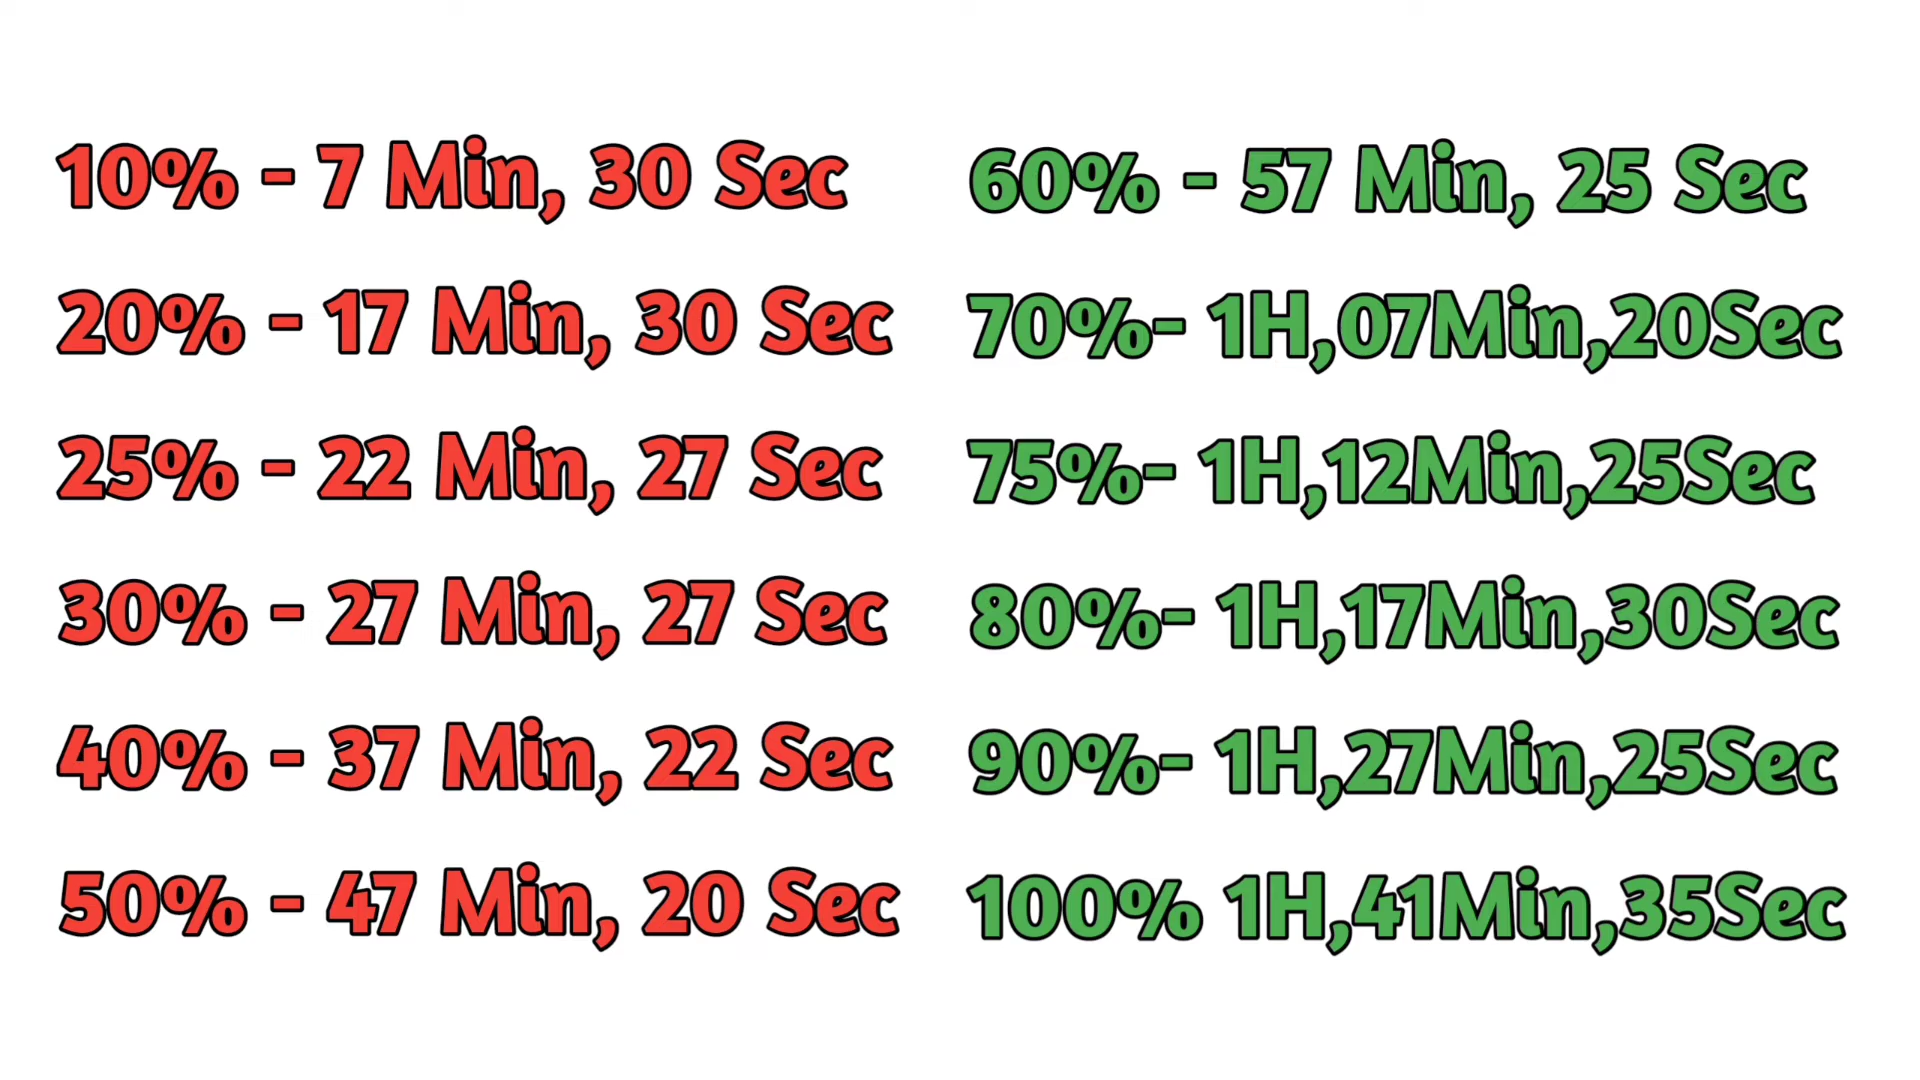 10% - 7 Min, 30 Sec
20% - 17 Min, 30 Sec
25% - 22 Min, 27 Sec
30% - 27 Min, 27 Sec
40% - 37 Min, 22 Sec
50% - 47 Min, 20 Sec
60% - 57 Min, 25 Sec
70%- 1H,07Min,20Sec
75%- 1H,12Min,25Sec
80%- 1H,17Min,30Sec
90%- 1H,27Min,25Sec
100% 1H,41Min,35Sec